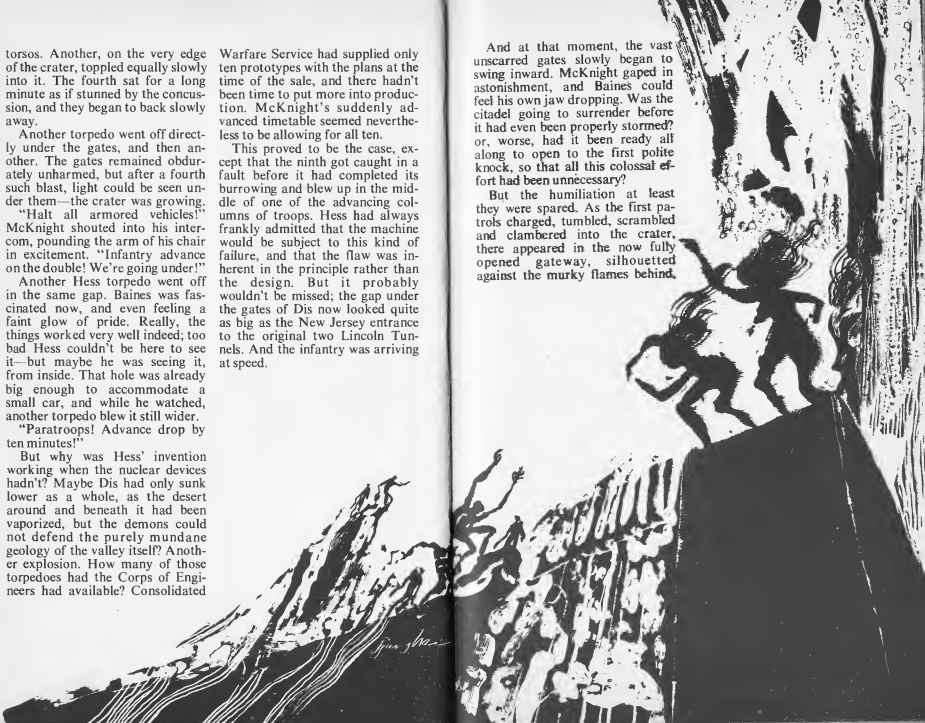 torsos. Another, on the very edge
of the crater, toppled equally slowly
into it. The fourth sat for a long
minute as if stunned by the concus-
sion, and they began to back slowly
away.
Another torpedo went off direct-
ly under the gates, and then an-
other. The gates remained obdur-
ately unharmed, but after a fourth
such blast, light could be seen un-
der them—the crater was growing.
“Halt all armored vehicles!”
McKnight shouted into his inter-
com, pounding the arm of his chair
in excitement. “Infantry advance
on the double! We’re going under!”
Another Hess torpedo went off
in the same gap. Baines was fas-
cinated now, and even feeling a
faint glow of pride. Really, the
things worked very well indeed; too
bad Hess couldn’t be here to see
it—but maybe he was seeing it,
from inside. That hole was already
big enough to accommodate a
small car, and while he watched,
another torpedo blew it still wider.
“Paratroops! Advance drop by
ten minutes!”
But why was Hess’ invention
working when the nuclear devices
hadn’t? Maybe Dis had only sunk
lower as a whole, as the desert
around and beneath it had been
vaporized, but the demons could
not defend the purely mundane
geology of the valley itself? Anoth-
er explosion. How many of those
torpedoes had the Corps of Engi-
neers had available? Consolidated
Warfare Service had supplied only
ten prototypes with the plans at the
time of the sale, and there hadn’t
been time to put more into produc-
tion. McKnight’s suddenly ad-
vanced timetable seemed neverthe-
less to be allowing for all ten.
This proved to be the case, ex-
cept that the ninth got caught in a
fault before it had completed its
burrowing and blew up in the mid-
dle of one of the advancing col-
umns of troops. Hess had always
frankly admitted that the machine
would be subject to this kind of
failure, and that the flaw was in-
herent in the principle rather than
the design. But it probably
wouldn’t be missed; the gap under
the gates of Dis now looked quite
as big as the New Jersey entrance
to the original two Lincoln Tun-
nels. And the infantry was arriving
at speed.
And at that moment, the vast
unscarred gates slowly began to
swing inward. McKnight gaped in
astonishment, and Baines could
feel his own jaw dropping. Was the
citadel going to surrender before
it had even been properly stormed?
or, worse, had it been ready all
along to open to the first polite
knock, so that all this colossal ef-
fort had been unnecessary?
But the humiliation at least
they were spared. As the first pa-
trols charged, tumbled, scrambled
and clambered into the crater,
there appeared in the now fully
opened gateway, silhouetted
against the murky flames behind,